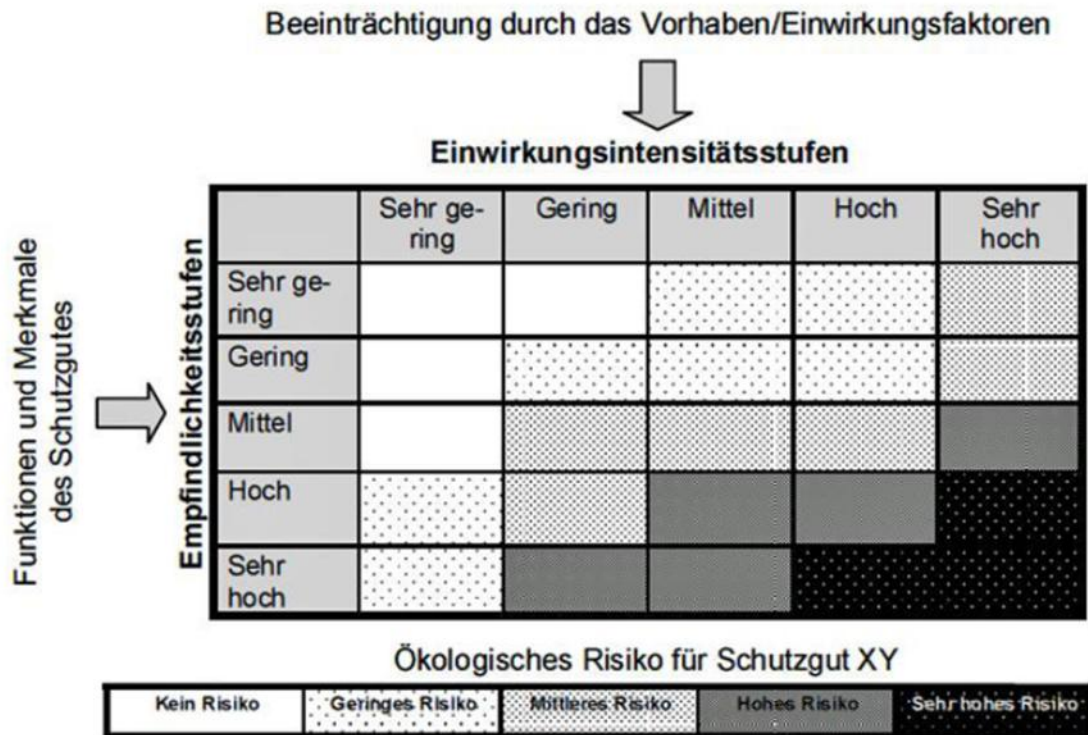 Beeinträchtigung durch das Vorhaben/Einwirkungsfaktoren
Einwirkungsintensitätsstufen
Funktionen und Merkmale
des Schutzgutes
Empfindlichkeitsstufen
Sehr ge-
ring
Gering
Mittel
Hoch
Sehr
hoch
Sehr ge-
ring
Gering
Mittel
Hoch
Sehr
hoch
Ökologisches Risiko für Schutzgut XY
Kein Risiko
Geringes Risiko
Mittleres Risiko
Hohes Risiko
Sehr hohes Risiko